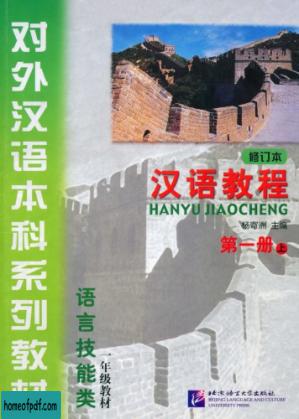 对外汉语本科系列教材
修订本
汉语教程
HANYU JIAOCHENG
杨寄洲 主编
第一册 上
语言技能类
一年级教材
北京语言大学出版社
BEIJING LANGUAGE AND CULTURE
UNIVERSITY PRESS
homeofpdf.com